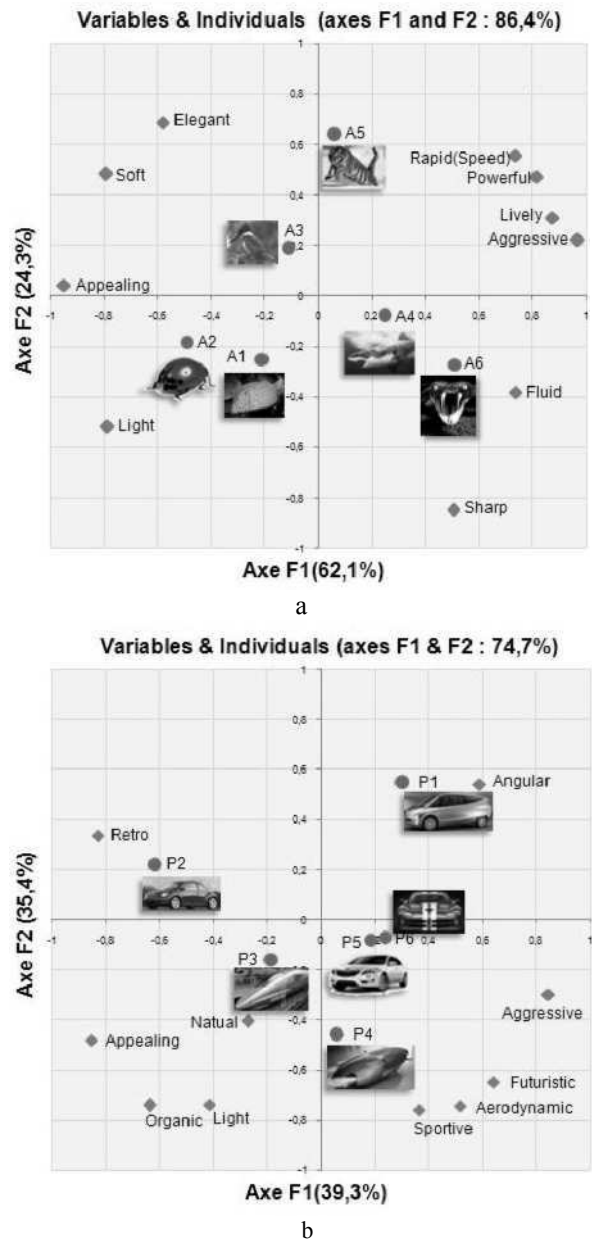 Variables & Individuals (axes F1 and F2 : 86,4%)
1
0,8
Elegant
0,6
A5
Rapid(Speed)
Soft
Powerful
0,4
A3
Lively
0,2
Aggressive
Appealing
0
-1 -0,8 -0,6 -0,4 -0,2 0 0,2 0,4 0,6 0,8 1
A2
A4
-0,2
A1
A6
Fluid
-0,4
Light
-0,6
Sharp
-0,8
-1
Axe F2 (24,3%)
Axe F1(62,1%)
a
Variables & Individuals (axes F1 & F2 : 74,7%)
1
0,8
0,6
P1
Angular
0,4
Retro
P2
0,2
0
-1 -0,8 -0,6 -0,4 -0,2 0 0,2 0,4 0,6 0,8 1
P5
P6
P3
-0,2
Aggressive
Natual
-0,4
P4
Appealing
-0,6
Futuristic
Organic
Light
Aerodynamic
Sportive
-0,8
-1
Axe F2 (35,4%)
Axe F1(39,3%)
b